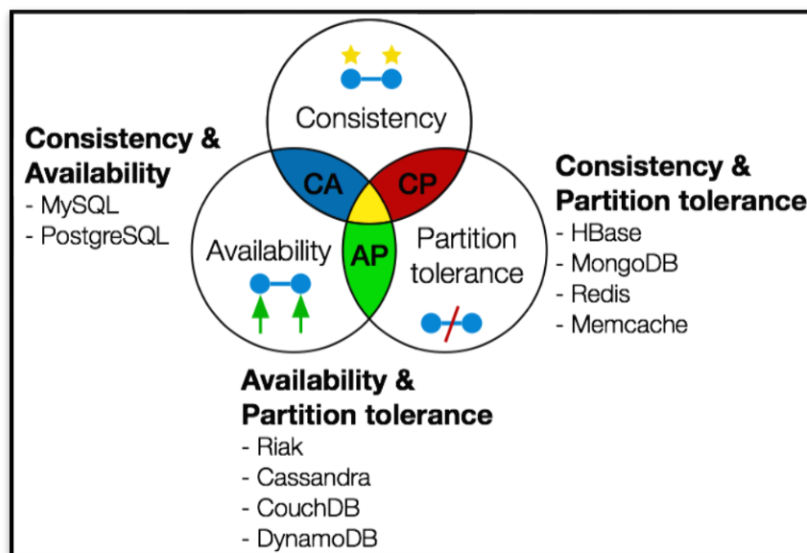 Consistency
Consistency &
Availability
- MySQL
- PostgreSQL
CA
CP
AP
Availability
Partition
tolerance
Consistency &
Partition tolerance
- HBase
- MongoDB
- Redis
- Memcache
Availability &
Partition tolerance
- Riak
- Cassandra
- CouchDB
- DynamoDB